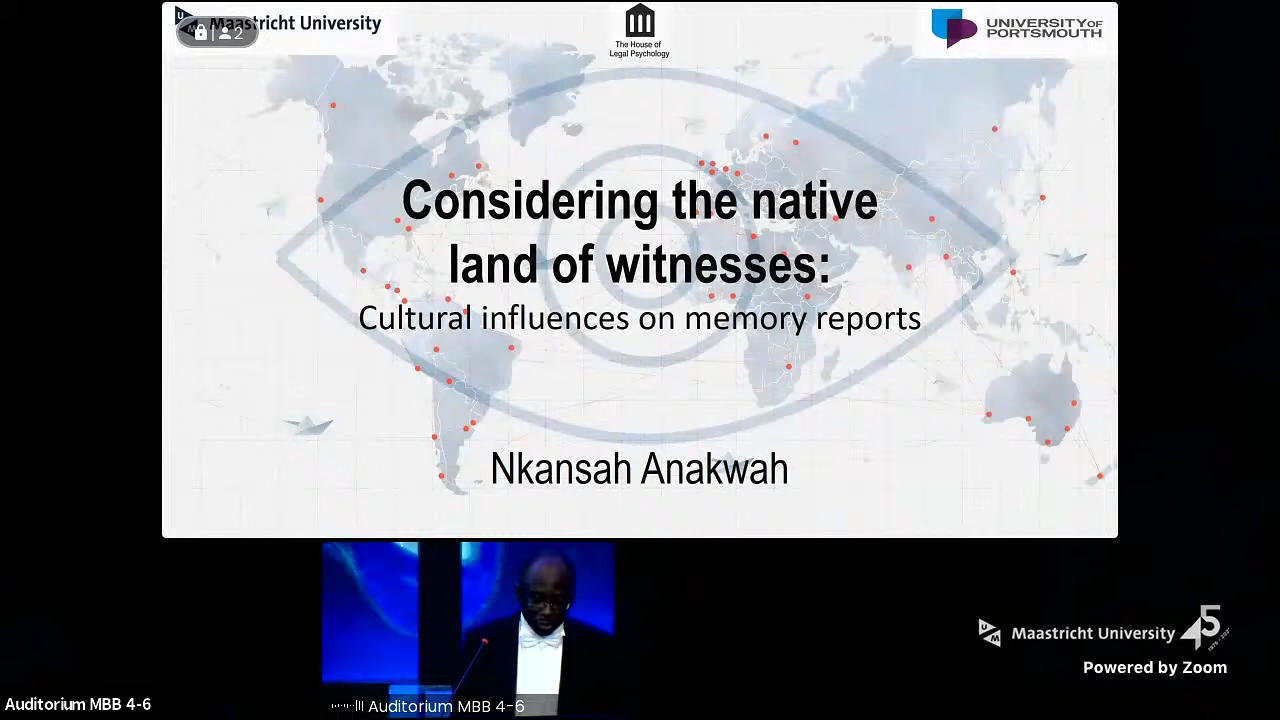 Maastricht University
2
The House of
Legal Psychology
UNIVERSITY OF
PORTSMOUTH
Considering the native
land of witnesses:
Cultural influences on memory reports
Nkansah Anakwah
Maastricht University 45
Powered by Zoom
Auditorium MBB 4-6
Auditorium MBB 4-6